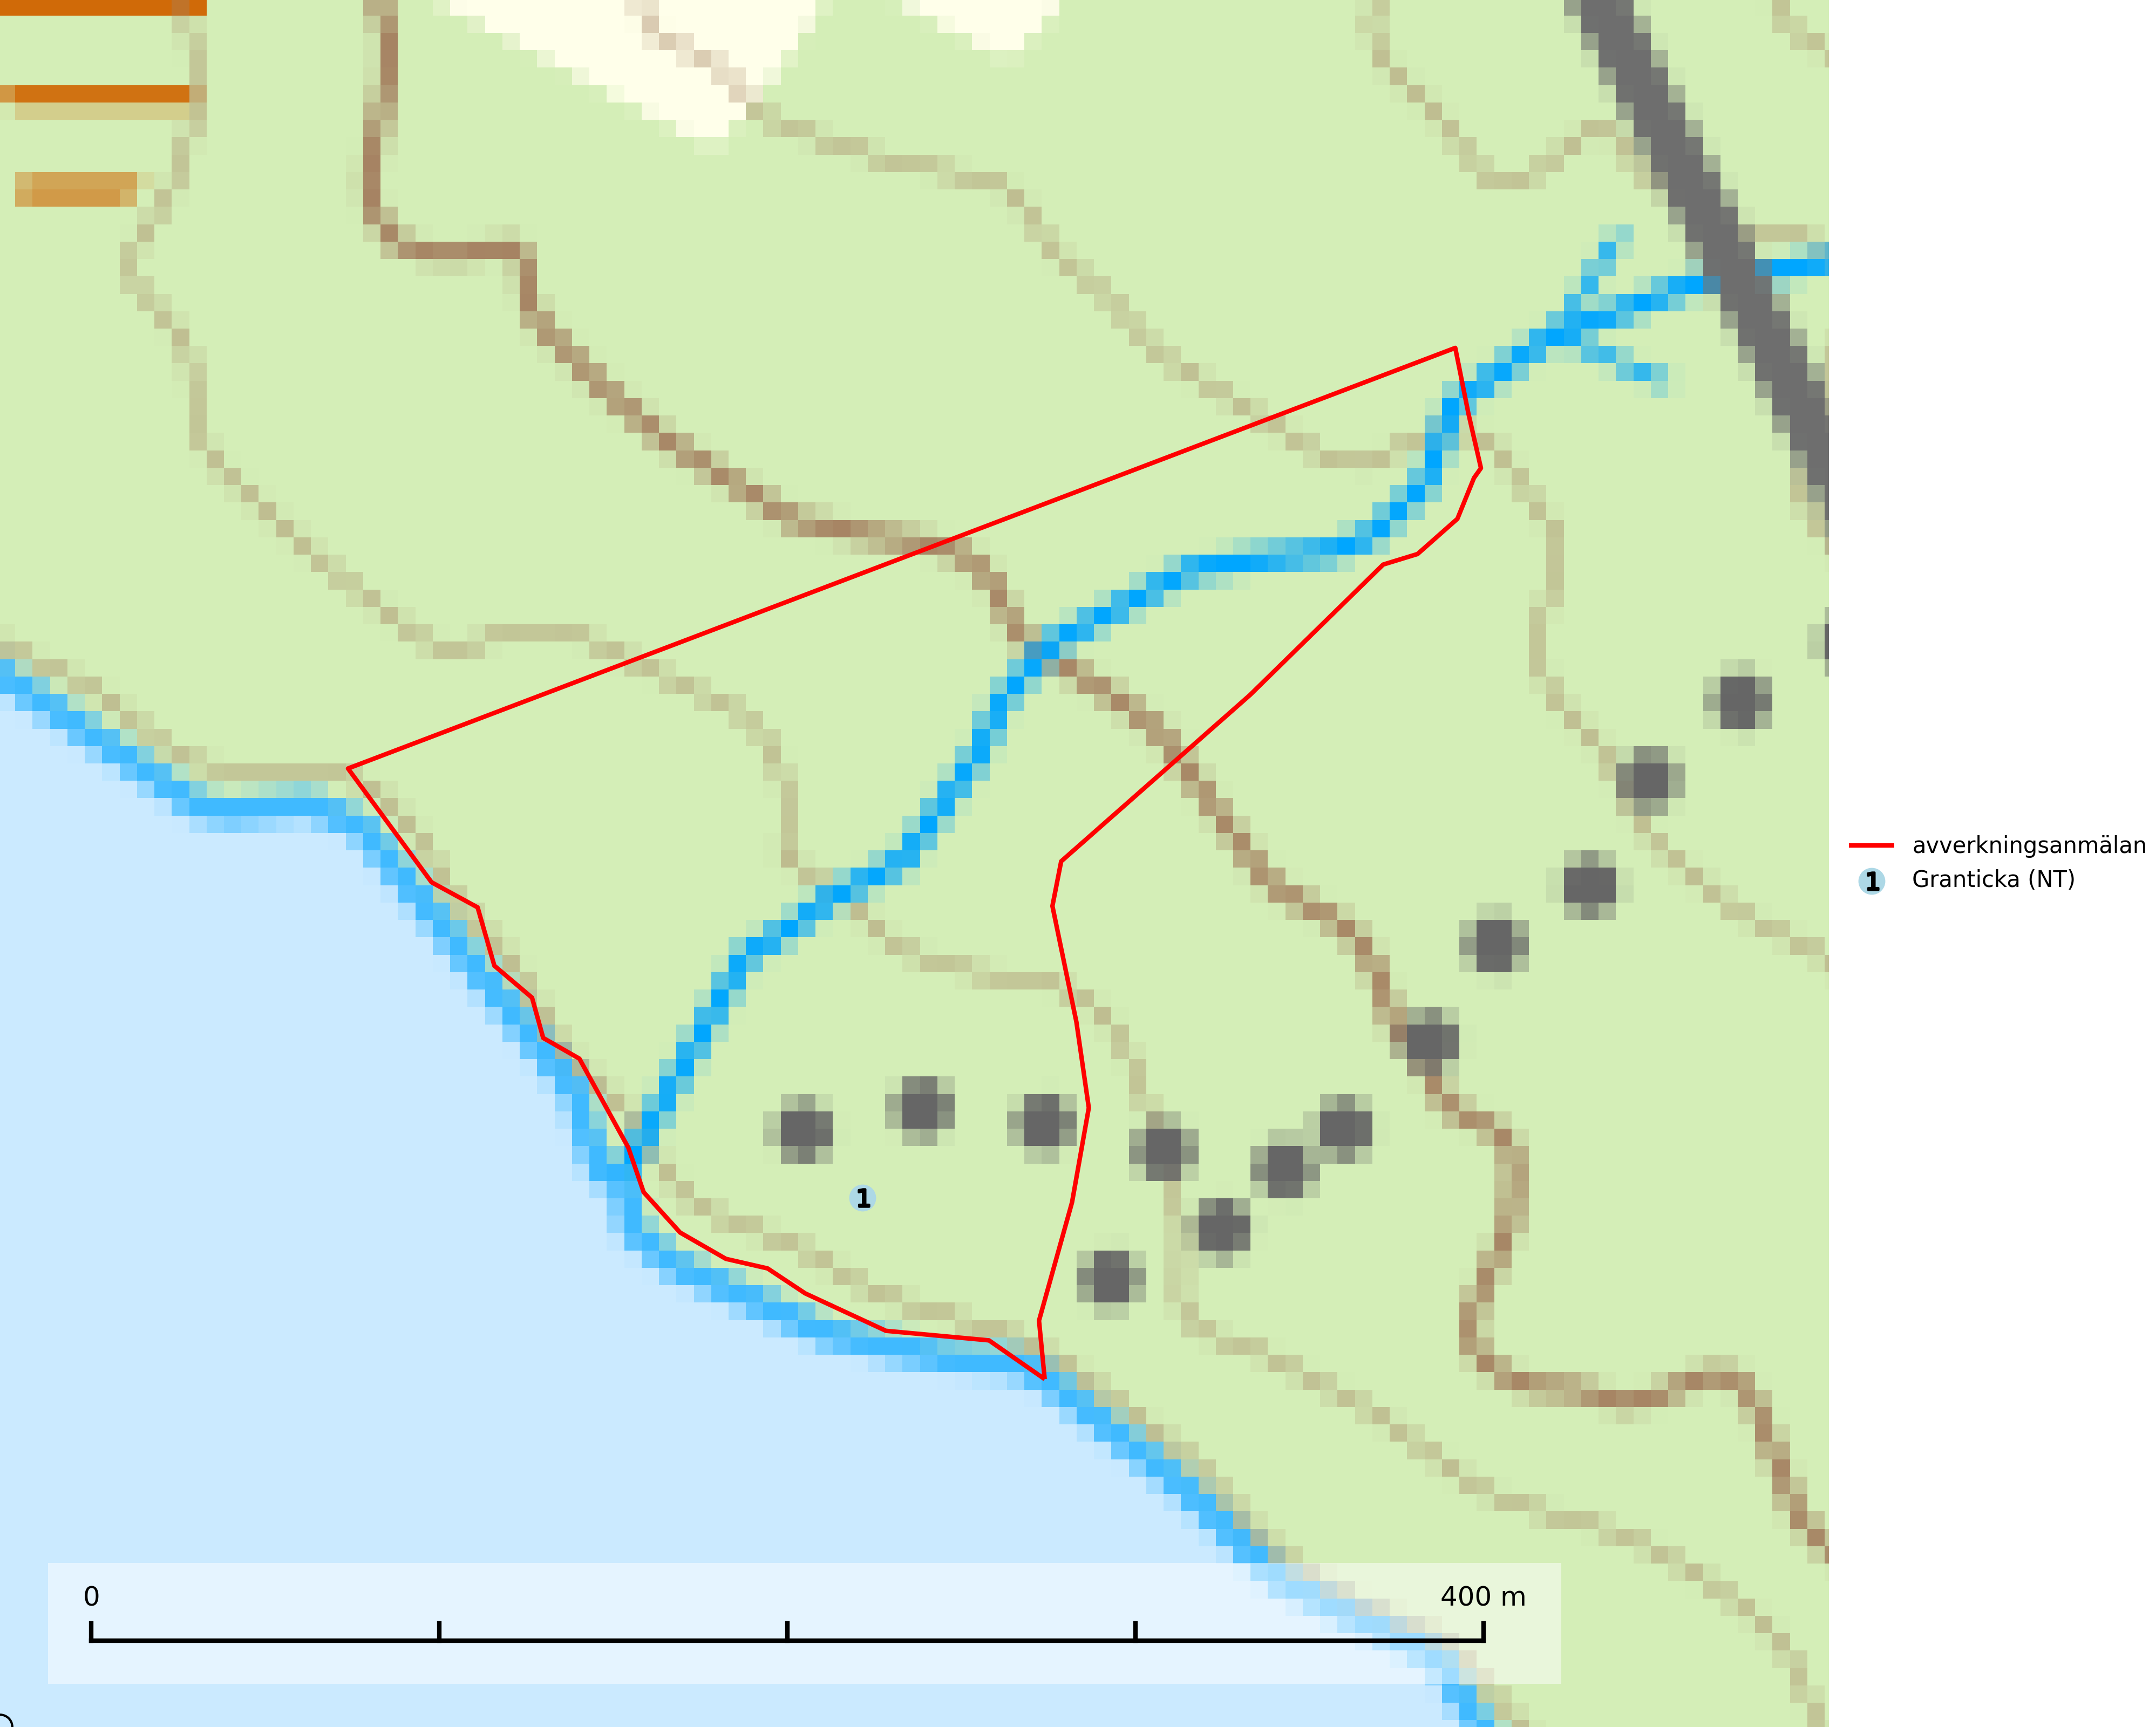 avverkningsanmälan
1 Granticka (NT)
1
0 400 m